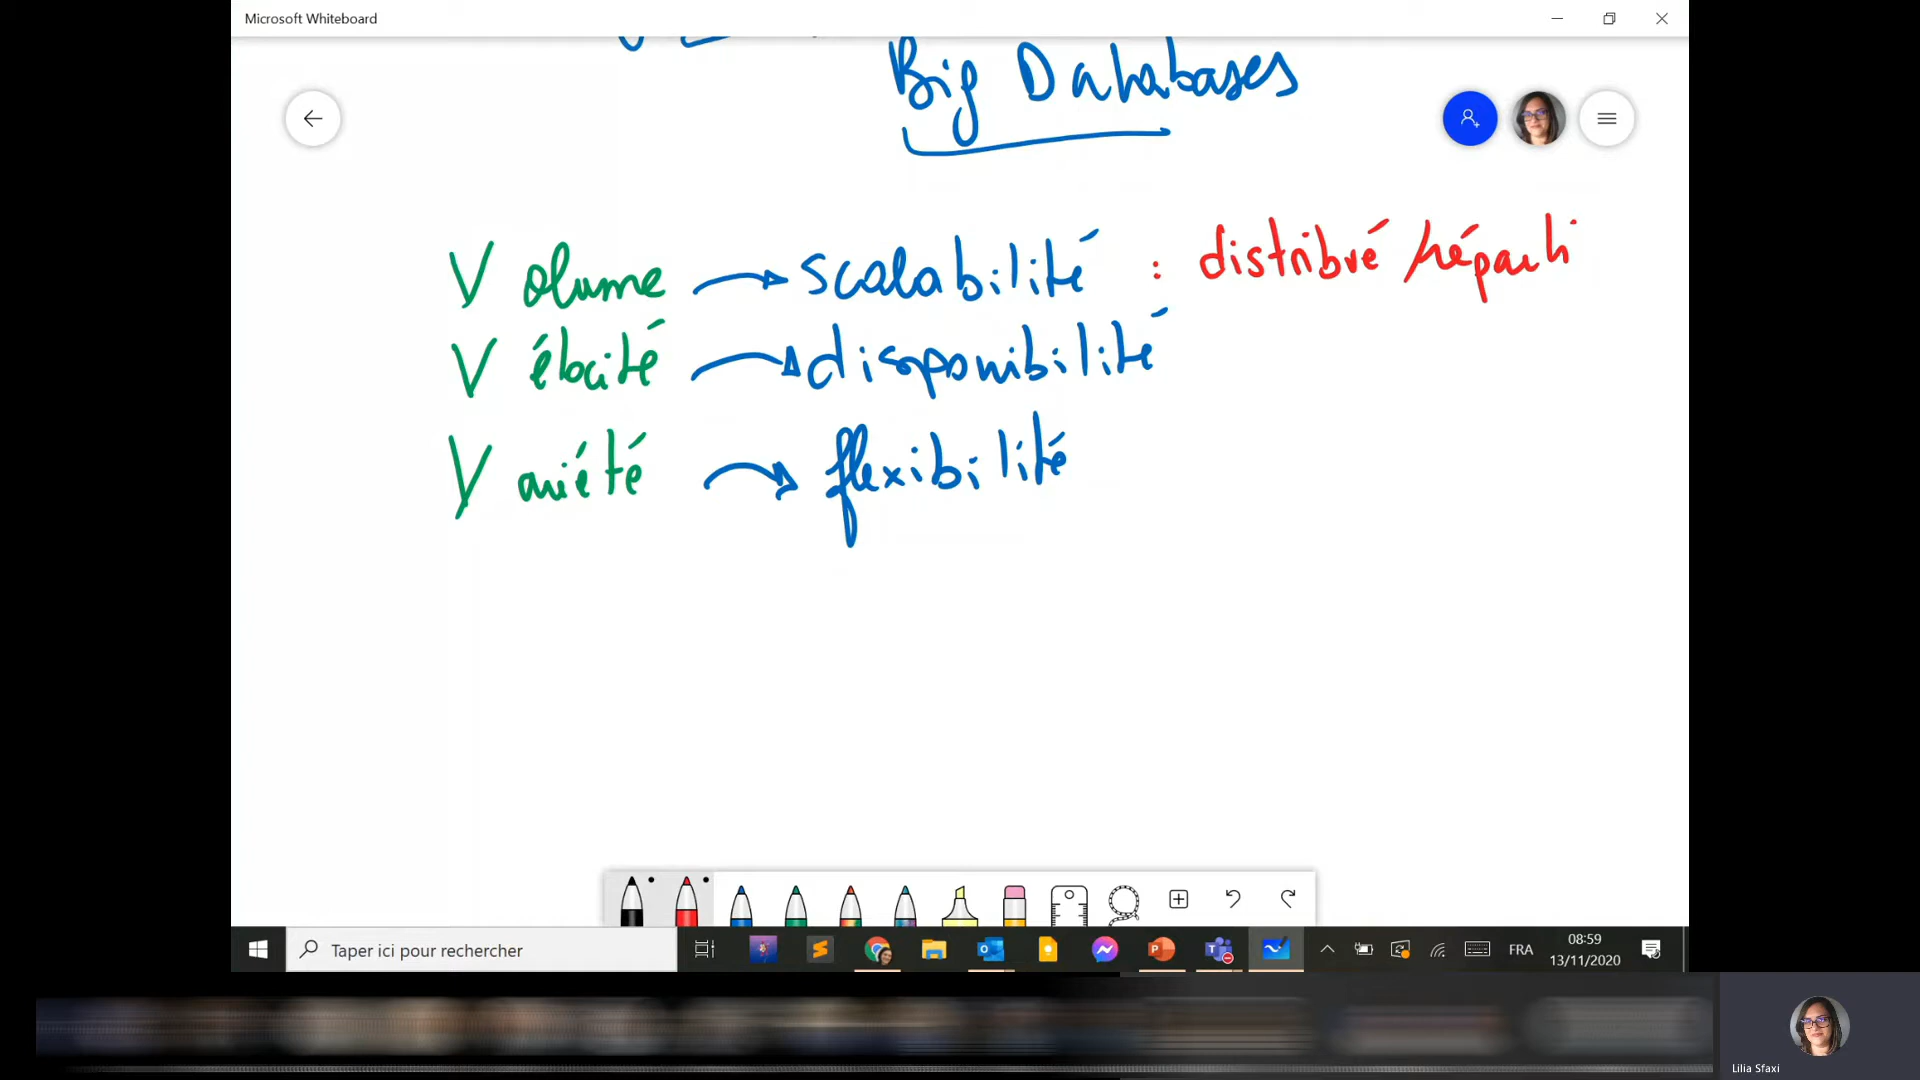 Microsoft Whiteboard
Big Databases
Volume → scalabilité : distribué / réparti
Vélocité → disponibilité
Variété → flexibilité
Taper ici pour rechercher
FRA
08:59
13/11/2020
Lilia Sfaxi